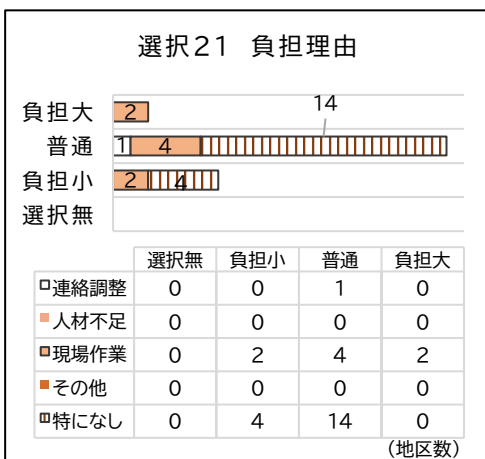 選択21 負担理由
14
負担大 2
普通 1 4
負担小 2 4
選択無
選択無 負担小 普通 負担大
連絡調整 0 0 1 0
人材不足 0 0 0 0
現場作業 0 2 4 2
その他 0 0 0 0
特になし 0 4 14 0
(地区数)